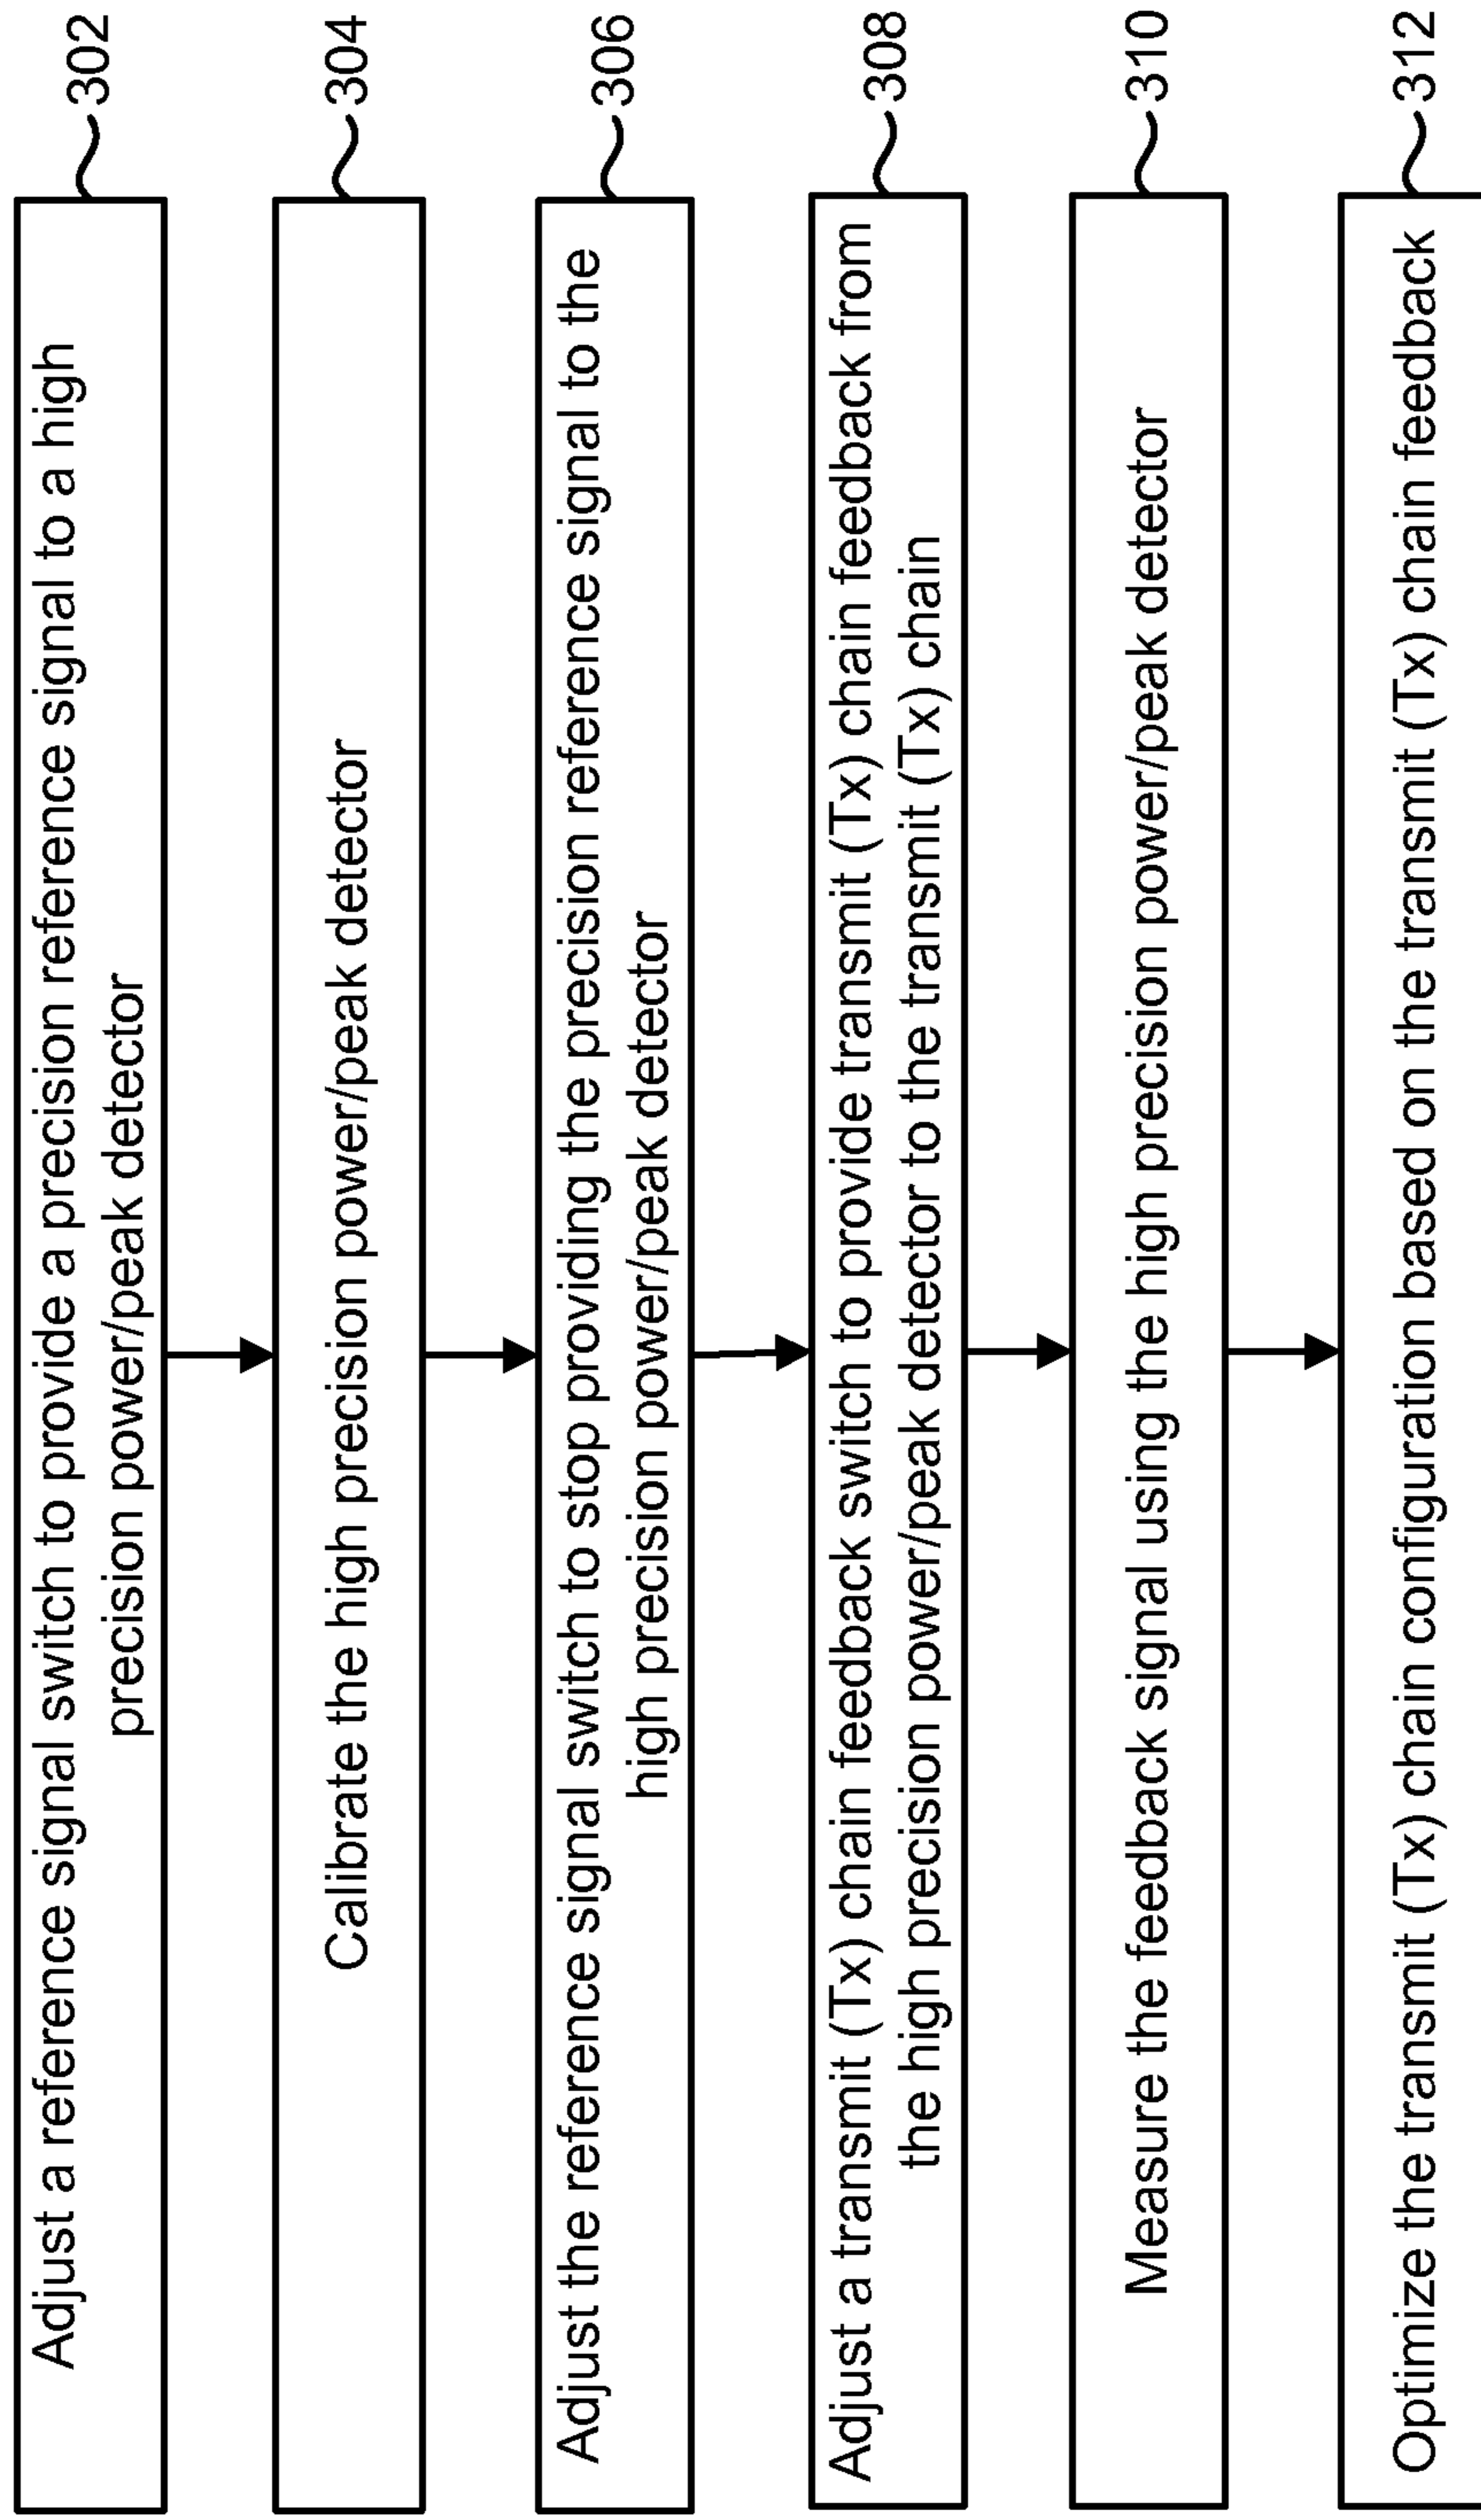 Adjust a reference signal switch to provide a precision reference signal to a high
precision power/peak detector
302
Calibrate the high precision power/peak detector
304
Adjust the reference signal switch to stop providing the precision reference signal to the
high precision power/peak detector
306
Adjust a transmit (Tx) chain feedback switch to provide transmit (Tx) chain feedback from
the high precision power/peak detector to the transmit (Tx) chain
308
Measure the feedback signal using the high precision power/peak detector
310
Optimize the transmit (Tx) chain configuration based on the transmit (Tx) chain feedback
312